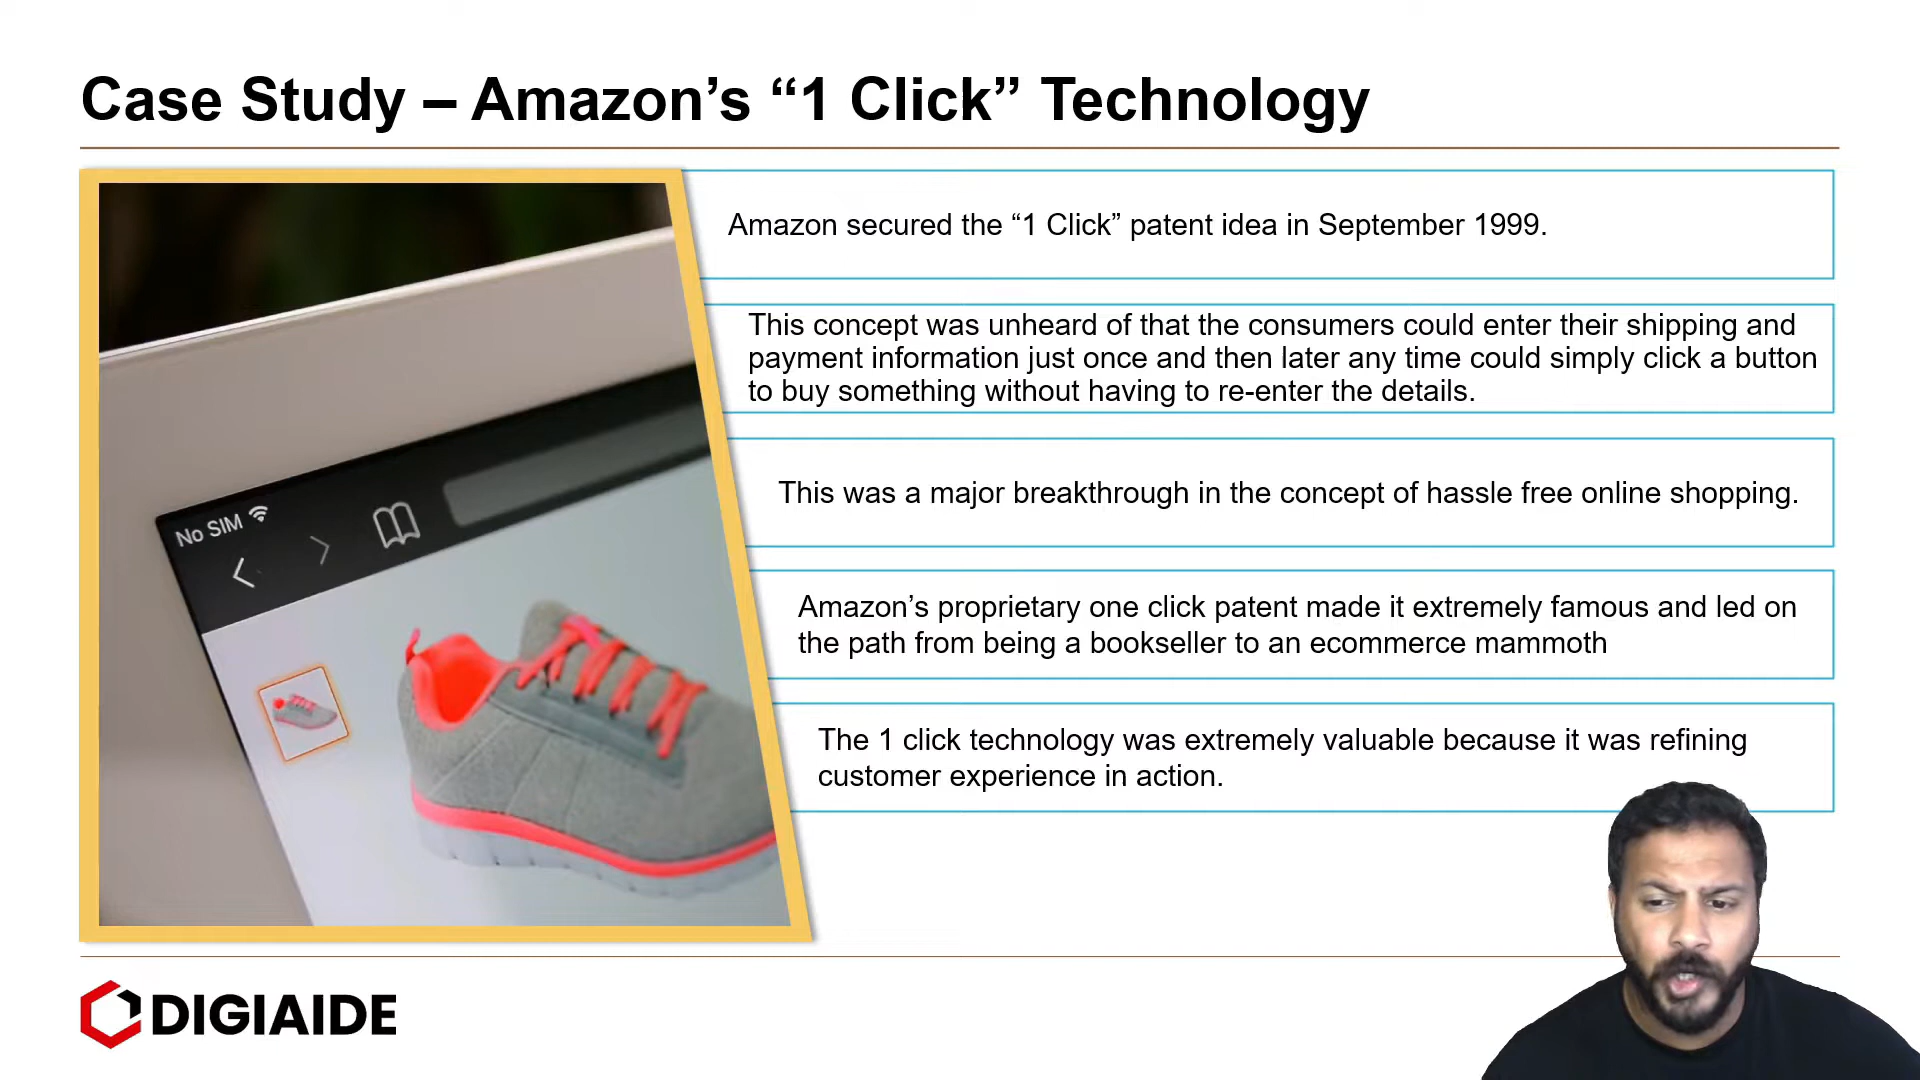 Case Study – Amazon’s “1 Click” Technology
Amazon secured the “1 Click” patent idea in September 1999.
This concept was unheard of that the consumers could enter their shipping and
payment information just once and then later any time could simply click a button
to buy something without having to re-enter the details.
This was a major breakthrough in the concept of hassle free online shopping.
No SIM
Amazon’s proprietary one click patent made it extremely famous and led on
the path from being a bookseller to an ecommerce mammoth
The 1 click technology was extremely valuable because it was refining
customer experience in action.
DIGIAIDE